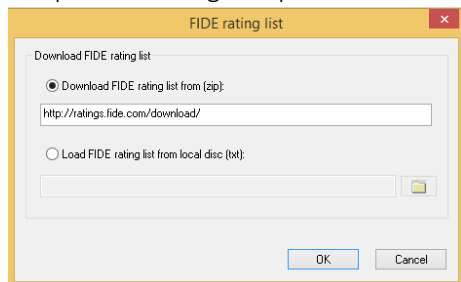 FIDE rating list
Download FIDE rating list
Download FIDE rating list from (zip):
http://ratings.fide.com/download/
Load FIDE rating list from local disc (txt):
OK Cancel